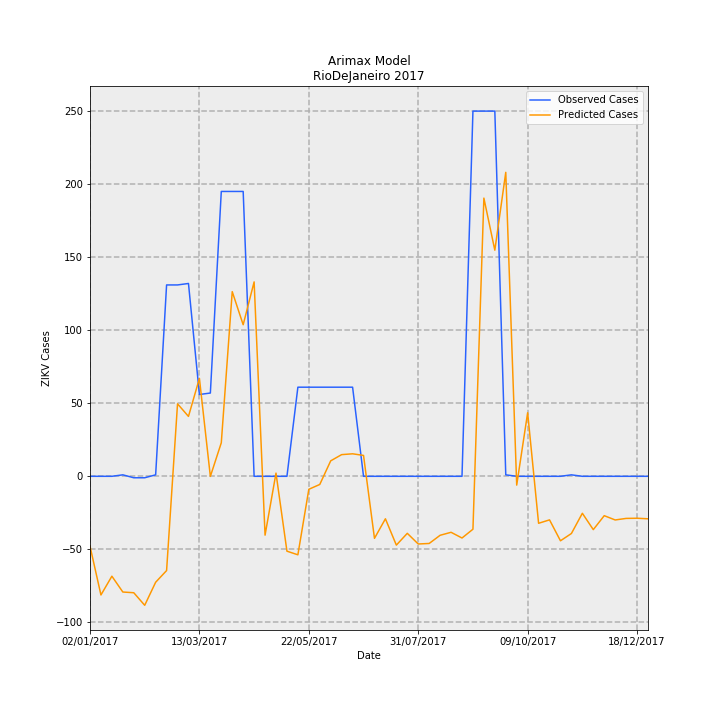 Arimax Model
RioDeJaneiro 2017
Observed Cases
Predicted Cases
ZIKV Cases
250
200
150
100
50
0
−50
−100
02/01/2017 13/03/2017 22/05/2017 31/07/2017 09/10/2017 18/12/2017
Date